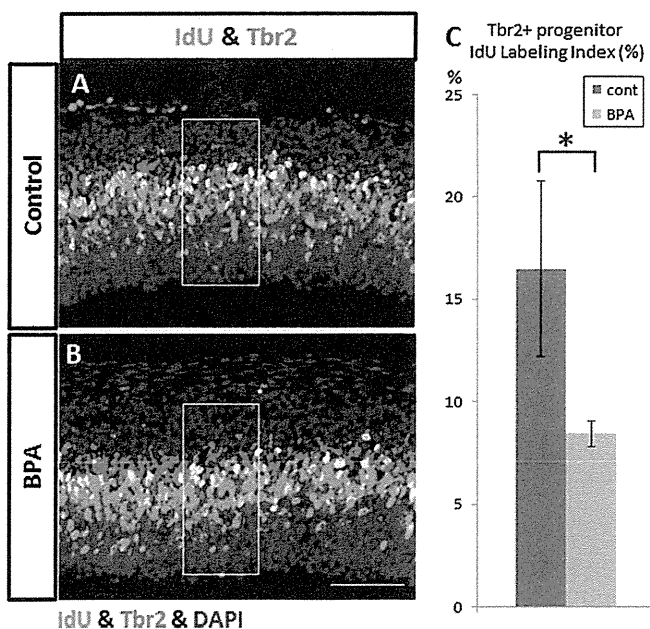 IdU & Tbr2
A
Control
B
BPA
IdU & Tbr2 & DAPI
C
Tbr2+ progenitor
IdU Labeling Index (%)
%
cont
BPA
*
25
20
15
10
5
0